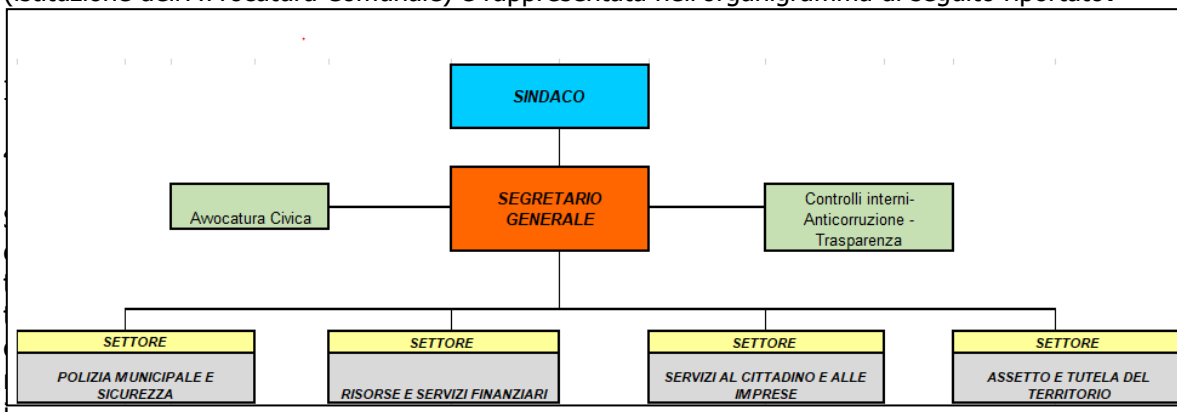 SINDACO
SEGRETARIO
GENERALE
Avvocatura Civica
Controlli interni-
Anticorruzione -
Trasparenza
SETTORE
POLIZIA MUNICIPALE E
SICUREZZA
SETTORE
RISORSE E SERVIZI FINANZIARI
SETTORE
SERVIZI AL CITTADINO E ALLE
IMPRESE
SETTORE
ASSETTO E TUTELA DEL
TERRITORIO